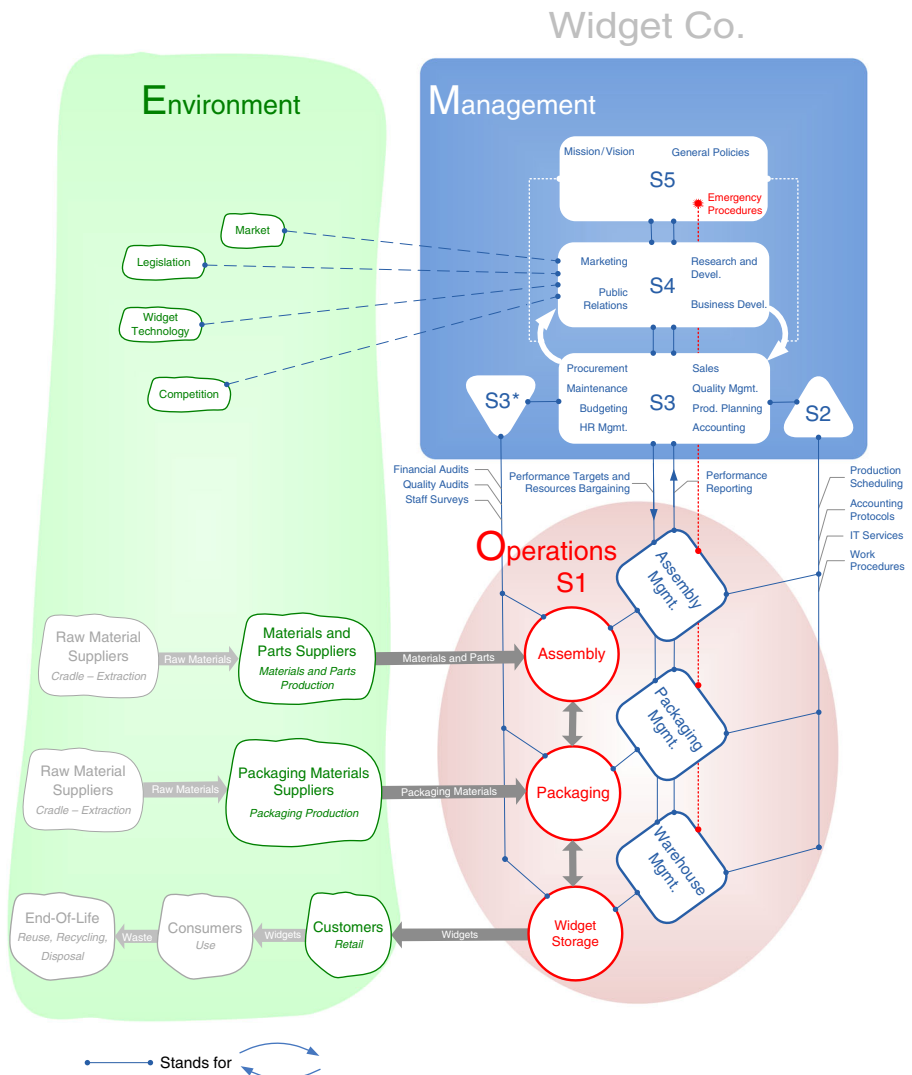 Widget Co.
Environment
Management
Mission/Vision
General Policies
S5
Emergency
Procedures
Market
Legislation
Widget
Technology
Competition
Marketing
Research and
Devel.
S4
Public
Relations
Business Devel.
Procurement
Sales
Maintenance
Quality Mgmt.
S3*
S3
Budgeting
Prod. Planning
HR Mgmt.
Accounting
S2
Financial Audits
Quality Audits
Staff Surveys
Performance Targets and
Resources Bargaining
Performance
Reporting
Production
Scheduling
Accounting
Protocols
IT Services
Work
Procedures
Operations
S1
Assembly
Mgmt.
Raw Material
Suppliers
Cradle – Extraction
Raw Materials
Materials and
Parts Suppliers
Materials and Parts
Production
Materials and Parts
Assembly
Packaging
Mgmt.
Raw Material
Suppliers
Cradle – Extraction
Raw Materials
Packaging Materials
Suppliers
Packaging Production
Packaging Materials
Packaging
Warehouse
Mgmt.
End-Of-Life
Reuse, Recycling,
Disposal
Waste
Consumers
Use
Widgets
Customers
Retail
Widgets
Widget
Storage
Stands for